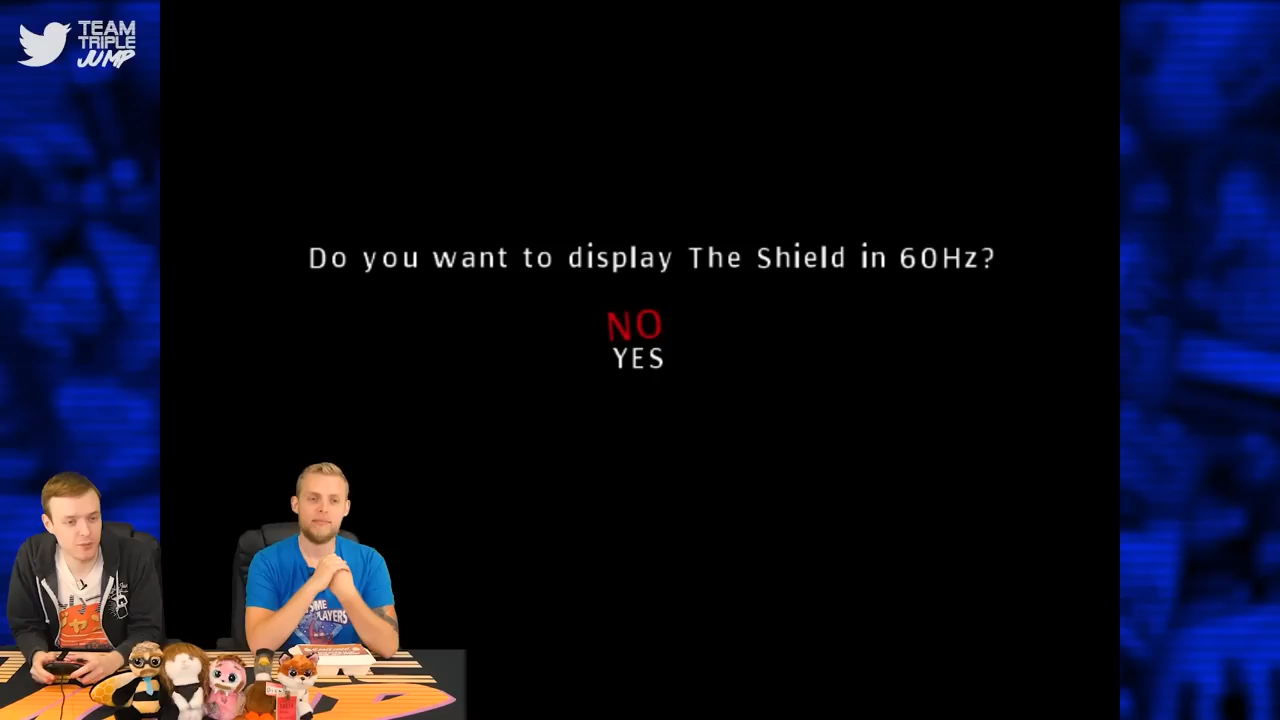 TEAM
TRIPLE
JUMP
Do you want to display The Shield in 60Hz?
NO
YES